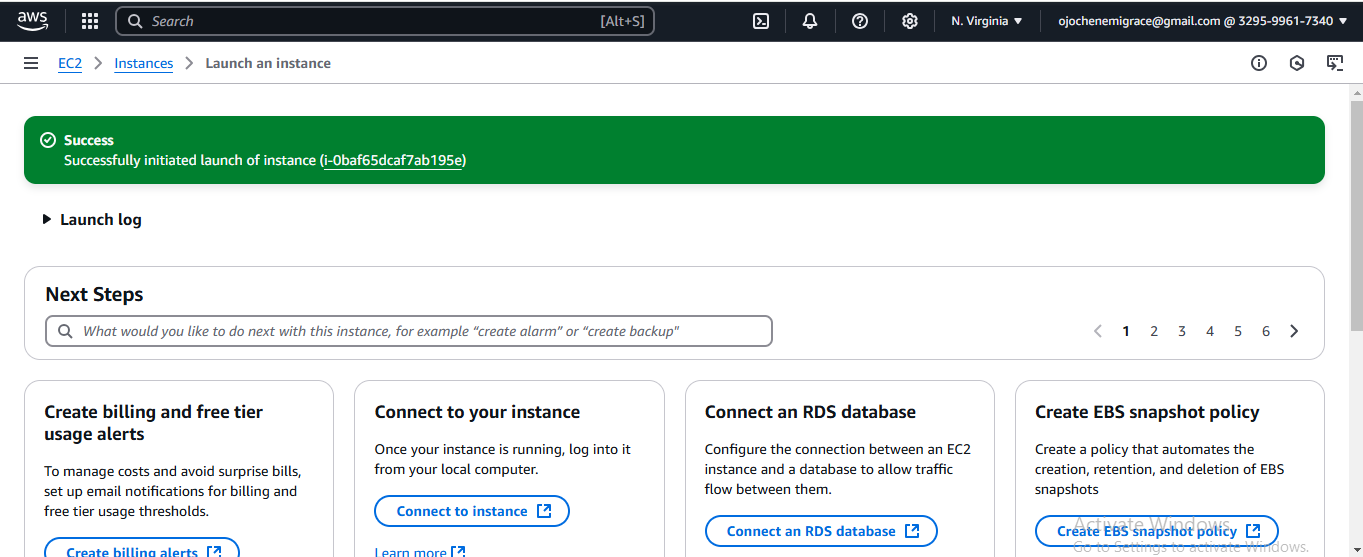 aws
Search [Alt+S]
N. Virginia
ojochenemigrace@gmail.com @ 3295-9961-7340
EC2 > Instances > Launch an instance
Success
Successfully initiated launch of instance (i-0baf65dcaf7ab195e)
Launch log
Next Steps
What would you like to do next with this instance, for example “create alarm” or “create backup"
1 2 3 4 5 6
Create billing and free tier
usage alerts
To manage costs and avoid surprise bills,
set up email notifications for billing and
free tier usage thresholds.
Create billing alerts
Connect to your instance
Once your instance is running, log into it
from your local computer.
Connect to instance
Learn more
Connect an RDS database
Configure the connection between an EC2
instance and a database to allow traffic
flow between them.
Connect an RDS database
Create EBS snapshot policy
Create a policy that automates the
creation, retention, and deletion of EBS
snapshots
Create EBS snapshot policy
Activate Windows
Go to Settings to activate Windows.